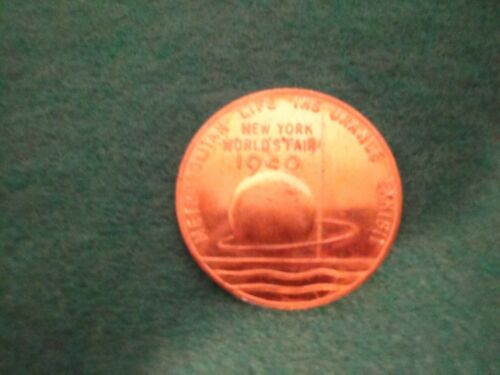 METROPOLITAN LIFE INSURANCE EXHIBIT
NEW YORK
WORLD'S FAIR
1940